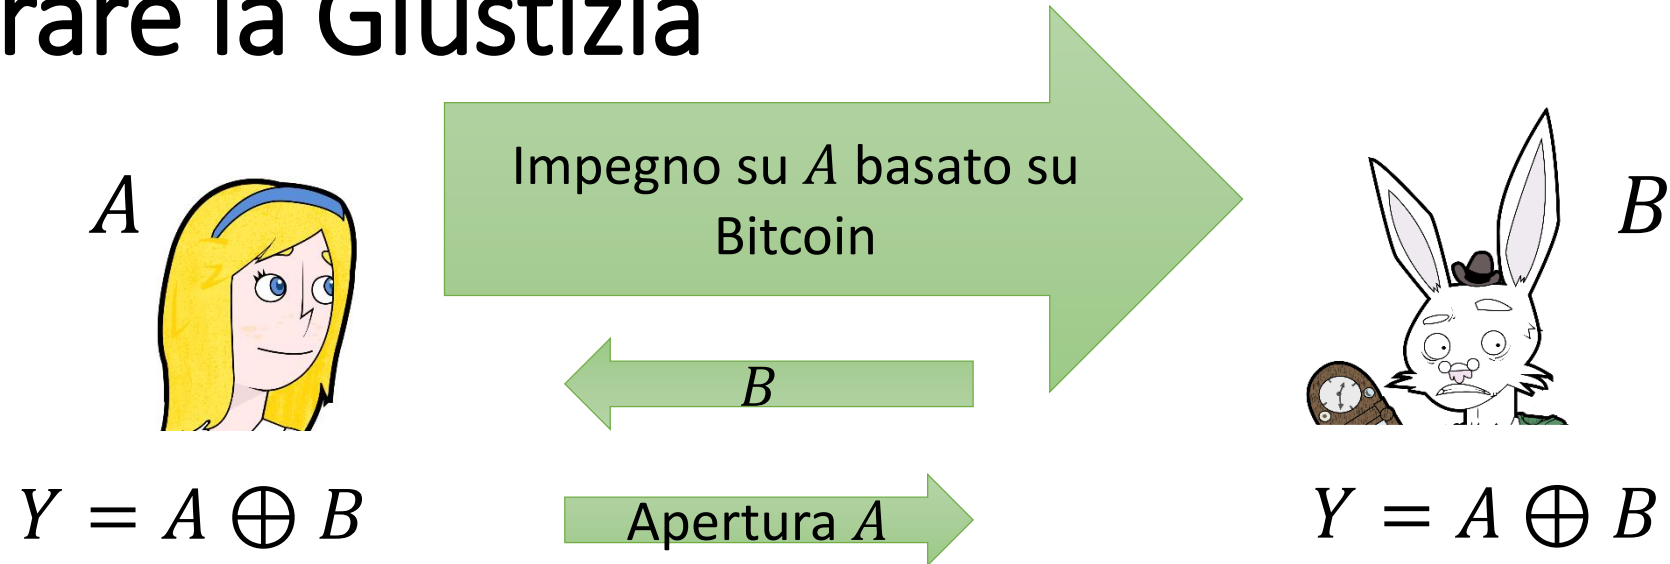 rare la Giustizia
Impegno su A basato su
Bitcoin
A
B
B
Y = A ⊕ B
Apertura A
Y = A ⊕ B